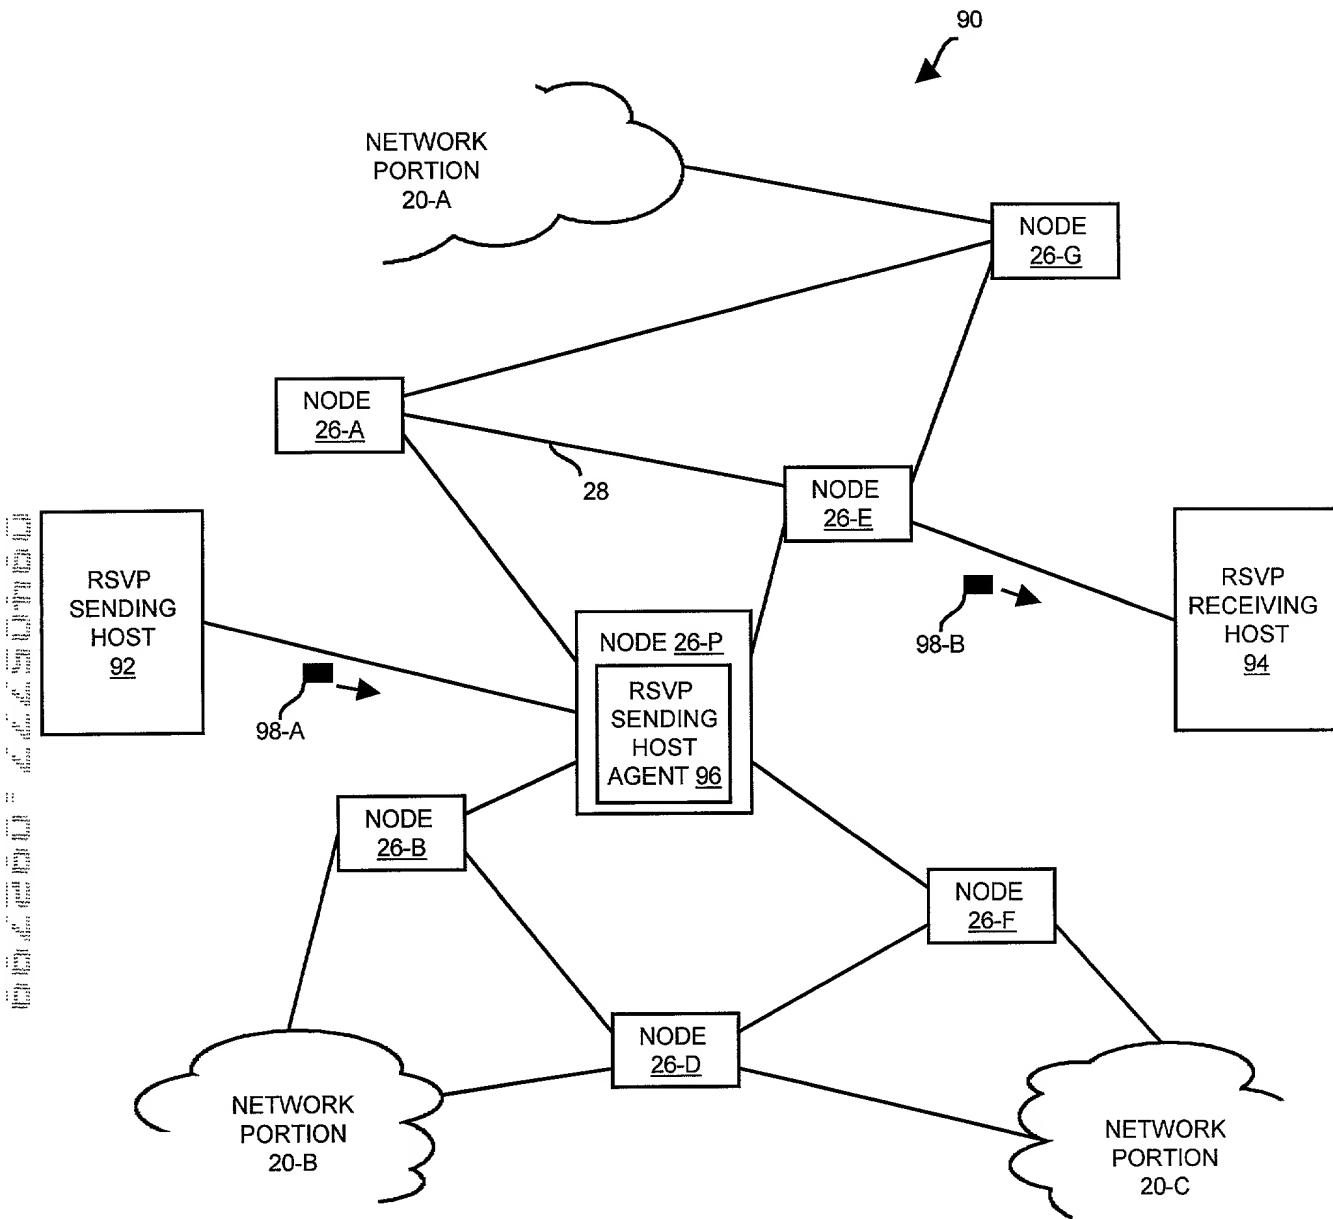 90
NETWORK
PORTION
20-A
NODE
26-G
NODE
26-A
28
NODE
26-E
RSVP
SENDING
HOST
92
98-A
NODE 26-P
RSVP
SENDING
HOST
AGENT 96
98-B
RSVP
RECEIVING
HOST
94
NODE
26-B
NODE
26-F
NODE
26-D
NETWORK
PORTION
20-B
NETWORK
PORTION
20-C